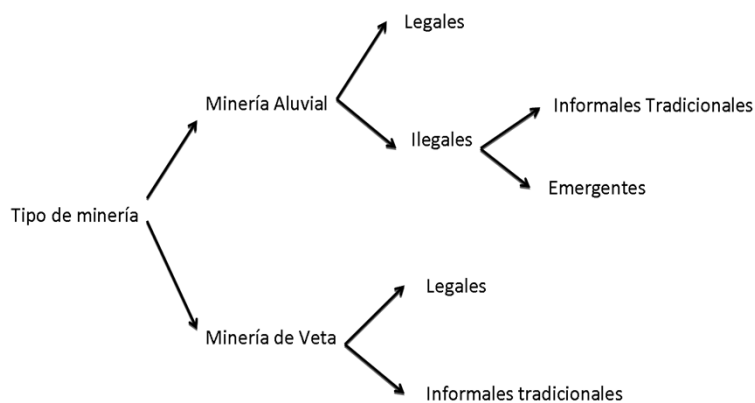 Legales
Minería Aluvial
Informales Tradicionales
Ilegales
Emergentes
Tipo de minería
Legales
Minería de Veta
Informales tradicionales